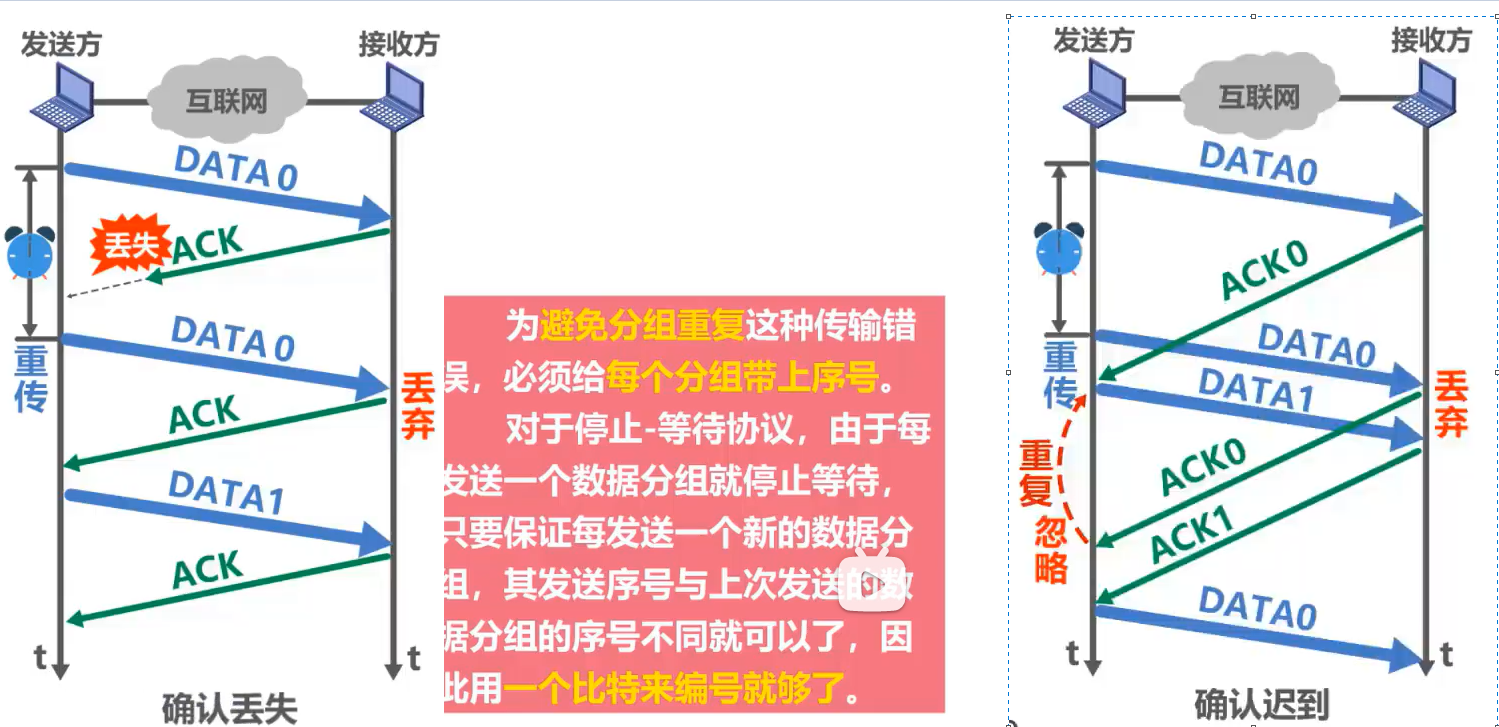 发送方
接收方
互联网
DATA 0
丢失
ACK
重传
DATA 0
丢弃
ACK
DATA1
ACK
t
t
确认丢失
为避免分组重复这种传输错
误，必须给每个分组带上序号。
对于停止-等待协议，由于每
发送一个数据分组就停止等待，
只要保证每发送一个新的数据分
组，其发送序号与上次发送的数
据分组的序号不同就可以了，因
此用一个比特来编号就够了。
发送方
接收方
互联网
DATA0
ACK0
重传
DATA0
丢弃
DATA1
重复
忽略
ACK0
ACK1
DATA0
t
t
确认迟到